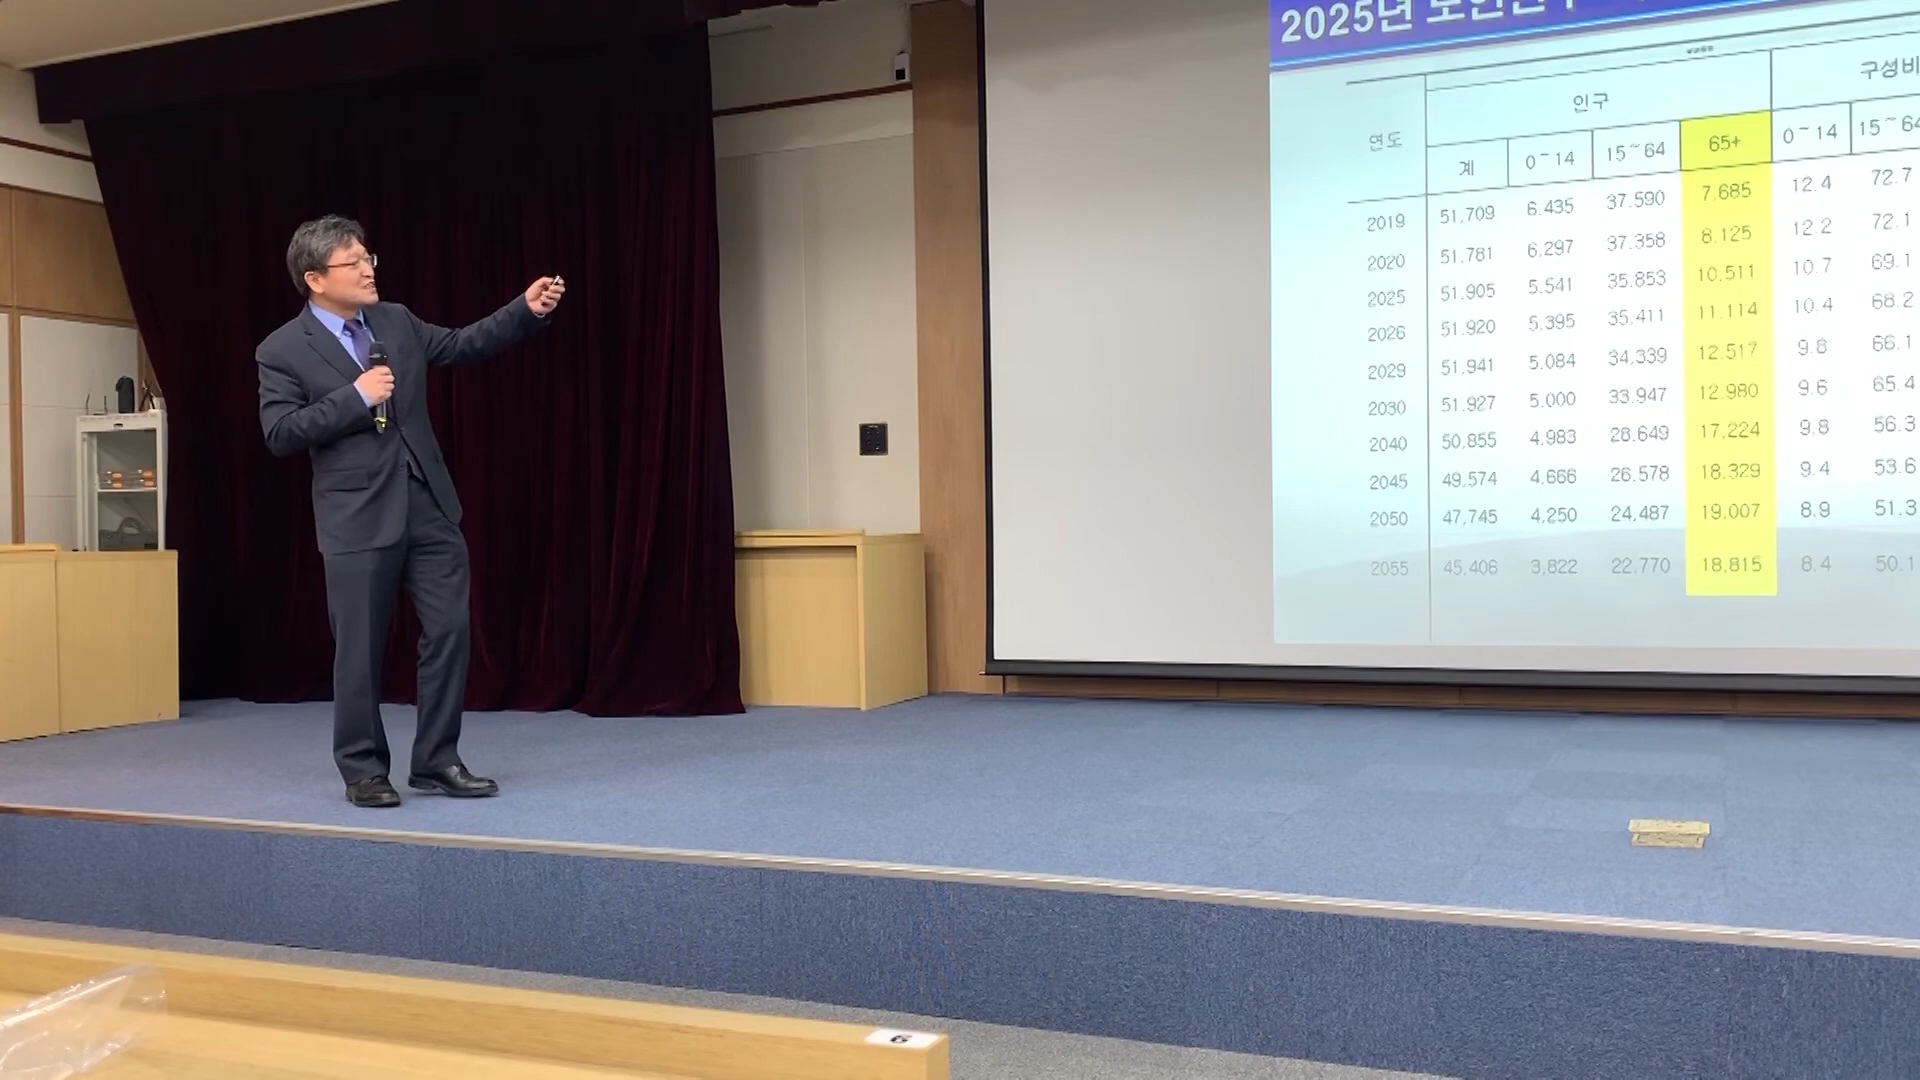 2025년 노인인구
인구 구성비
연도 계 0~14 15~64 65+ 0~14 15~64
2019 51,709 6.435 37.590 7,685 12.4 72.7
2020 51,781 6,297 37.358 8,125 12.2 72.1
2025 51.905 5.541 35.853 10,511 10.7 69.1
2026 51.920 5,395 35,411 11,114 10.4 68.2
2029 51,941 5.084 34,339 12,517 9.8 66.1
2030 51.927 5.000 33.947 12.980 9.6 65.4
2040 50,855 4,983 28.649 17,224 9.8 56.3
2045 49,574 4,666 26.578 18,329 9.4 53.6
2050 47,745 4,250 24,487 19,007 8.9 51.3
2055 45,406 3,822 22,770 18,815 8.4 50.1
6